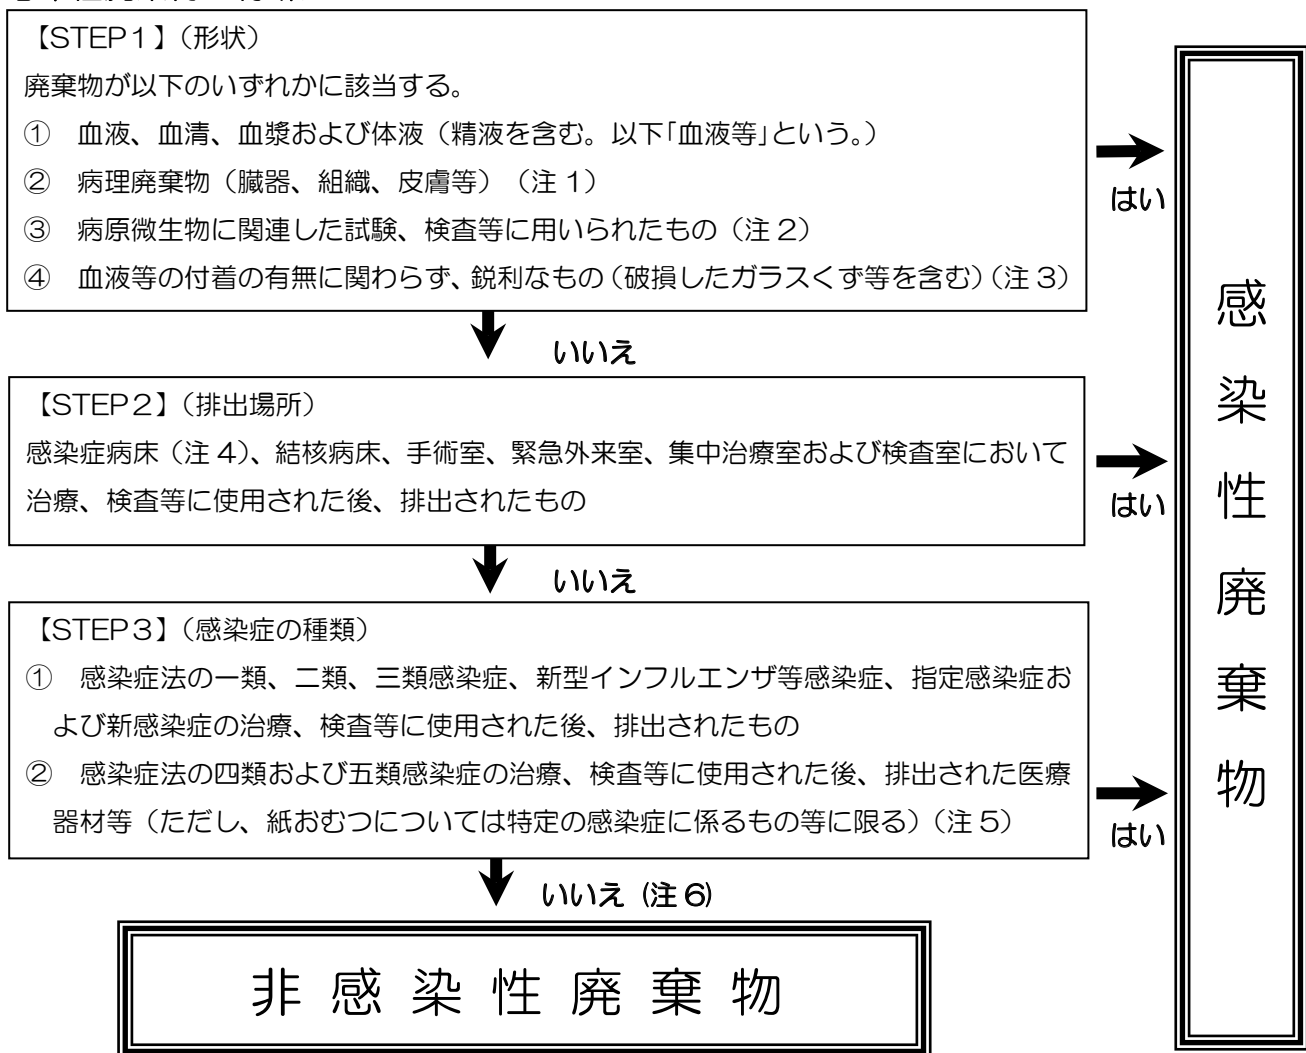 【STEP１】（形状）
廃棄物が以下のいずれかに該当する。
① 血液、血清、血漿および体液（精液を含む。以下｢血液等｣という。）
② 病理廃棄物（臓器、組織、皮膚等）（注１）
③ 病原微生物に関連した試験、検査等に用いられたもの（注２）
④ 血液等の付着の有無に関わらず、鋭利なもの（破損したガラスくず等を含む）（注３）
はい
いいえ
【STEP２】（排出場所）
感染症病床（注４）、結核病床、手術室、緊急外来室、集中治療室および検査室において
治療、検査等に使用された後、排出されたもの
はい
いいえ
【STEP３】（感染症の種類）
① 感染症法の一類、二類、三類感染症、新型インフルエンザ等感染症、指定感染症お
よび新感染症の治療、検査等に使用された後、排出されたもの
② 感染症法の四類および五類感染症の治療、検査等に使用された後、排出された医療
器材等（ただし、紙おむつについては特定の感染症に係るもの等に限る）（注５）
はい
いいえ（注６）
非感染性廃棄物
感染性廃棄物